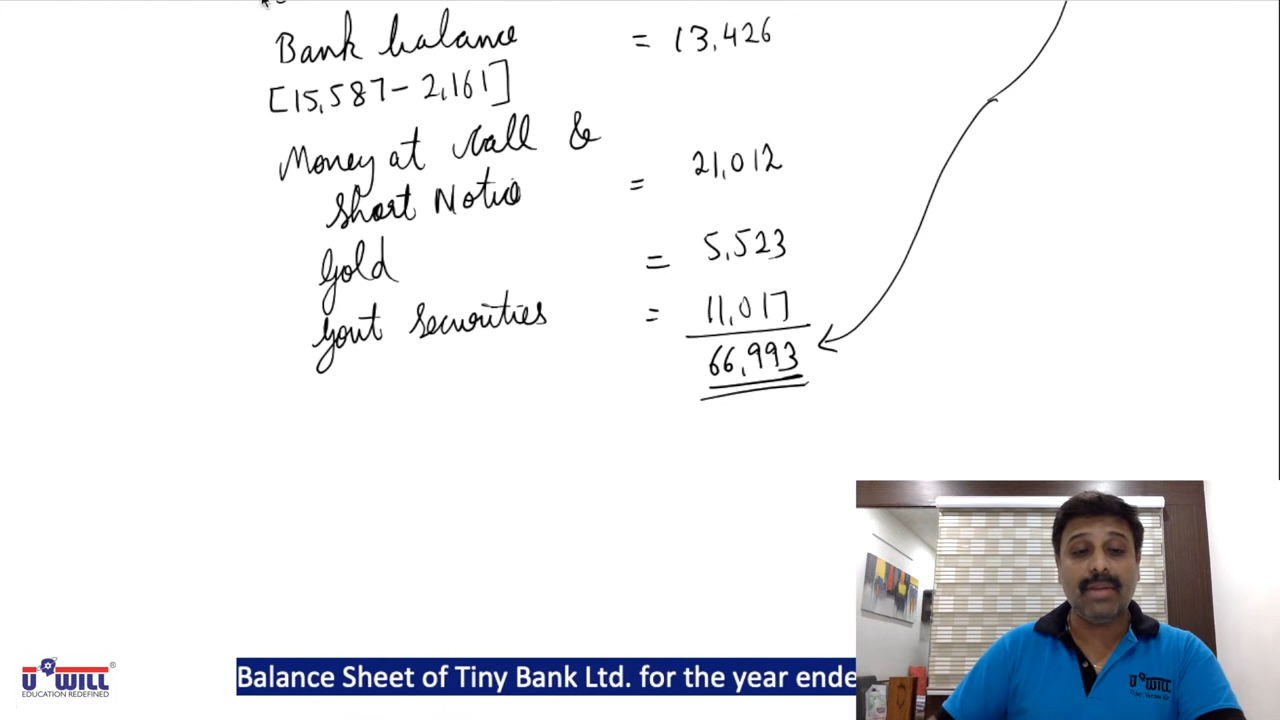 Bank balance = 13,426
[15,587 - 2,161]
Money at Call &
Short Notice = 21,012
Gold = 5,523
Govt Securities = 11,017
66,993
U WILL ®
EDUCATION REDEFINED
Balance Sheet of Tiny Bank Ltd. for the year ende
U WILL